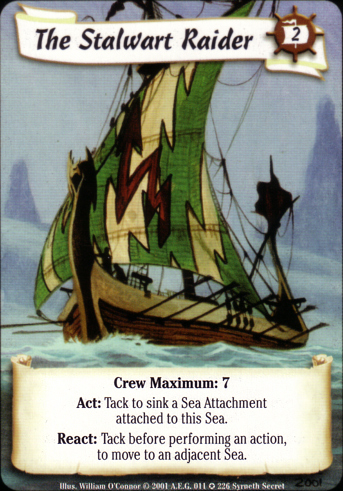 The Stalwart Raider
2
Crew Maximum: 7
Act: Tack to sink a Sea Attachment
attached to this Sea.
React: Tack before performing an action,
to move to an adjacent Sea.
2001
Illus. William O'Connor © 2001 A.E.G. 011 ✪ 226 Syrneth Secret